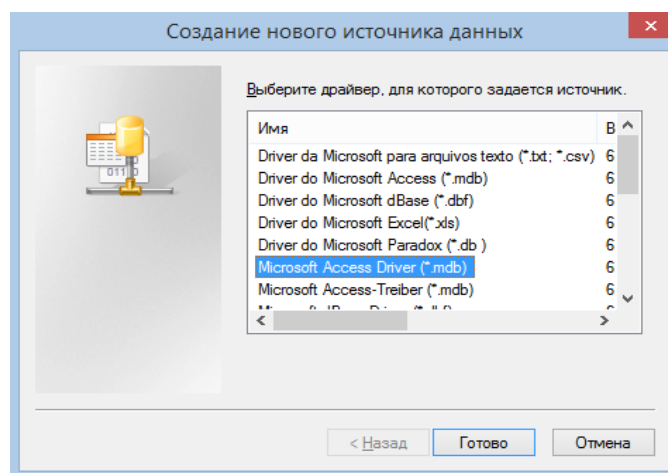 Создание нового источника данных
Выберите драйвер, для которого задается источник.
Имя В
Driver da Microsoft para arquivos texto (*.txt; *.csv) 6
Driver do Microsoft Access (*.mdb) 6
Driver do Microsoft dBase (*.dbf) 6
Driver do Microsoft Excel(*.xls) 6
Driver do Microsoft Paradox (*.db ) 6
Microsoft Access Driver (*.mdb) 6
Microsoft Access-Treiber (*.mdb) 6
< Назад Готово Отмена